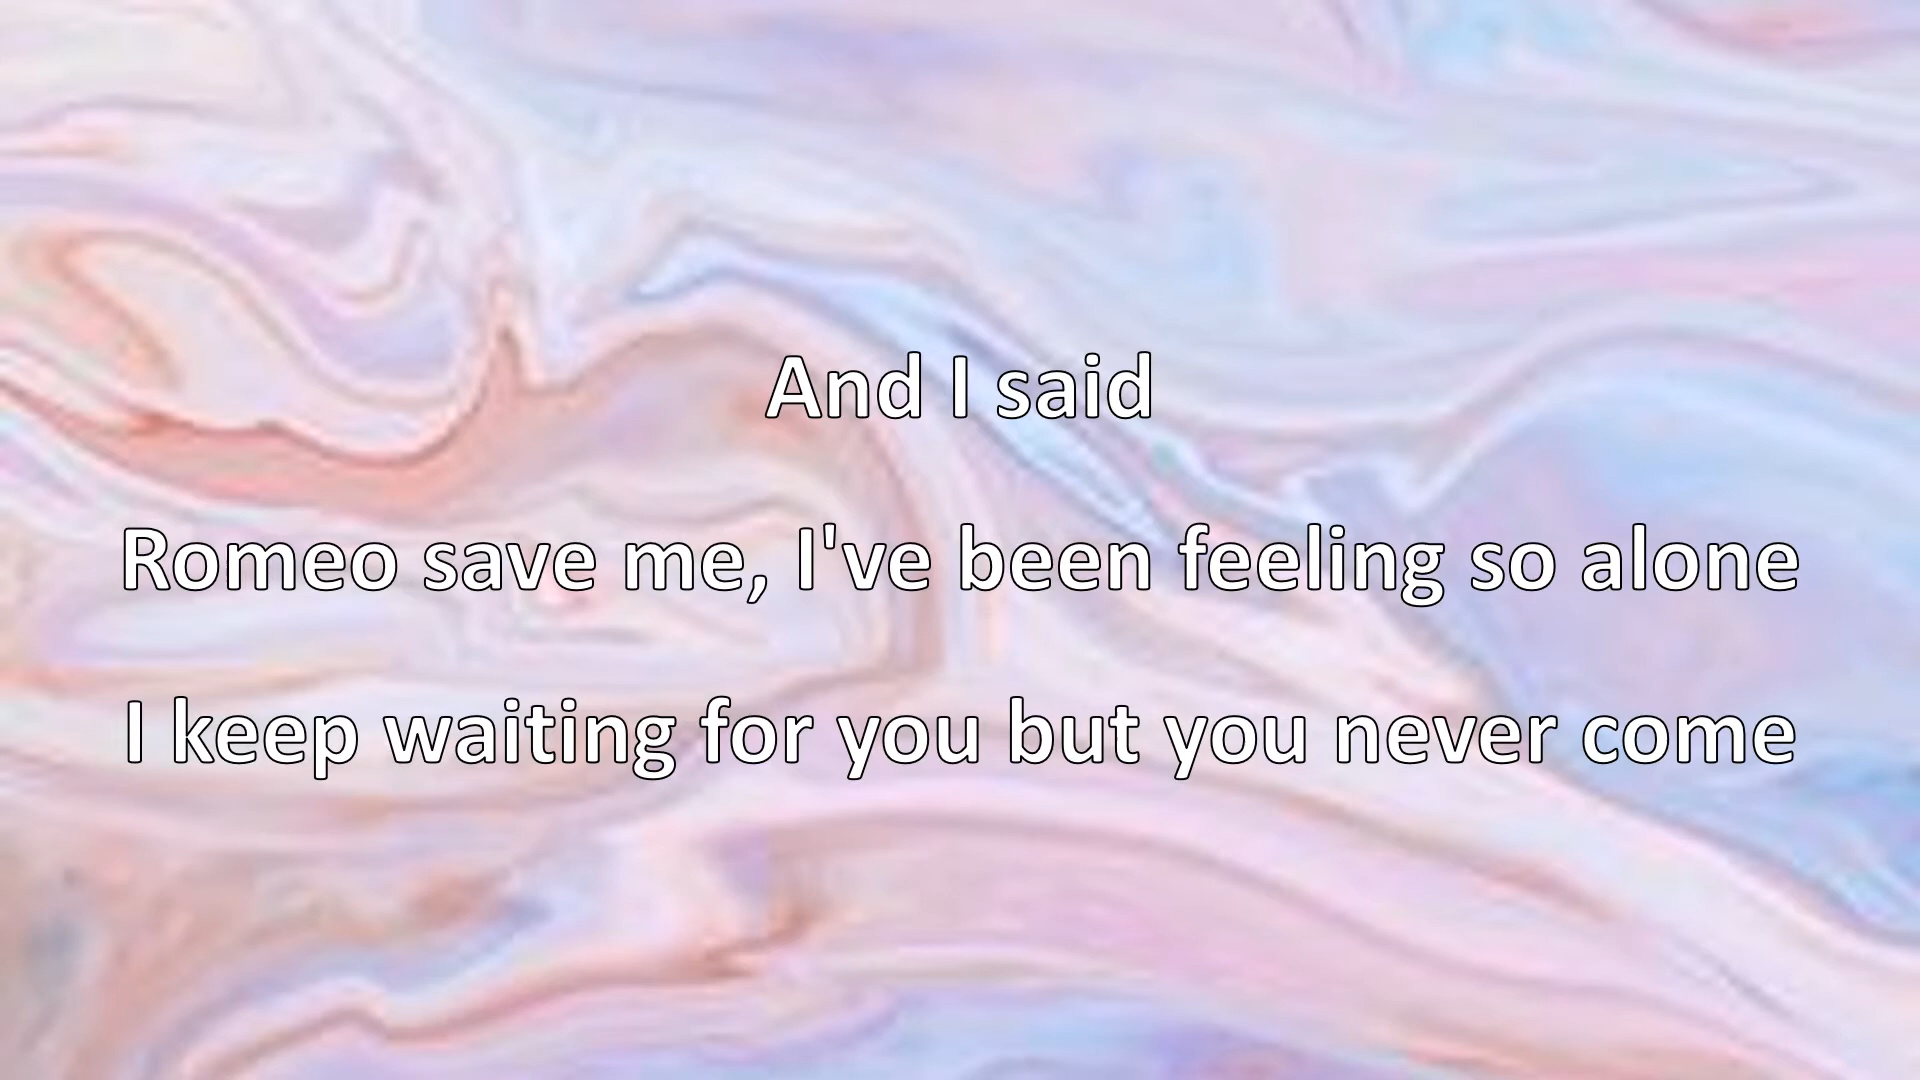 And I said
Romeo save me, I've been feeling so alone
I keep waiting for you but you never come